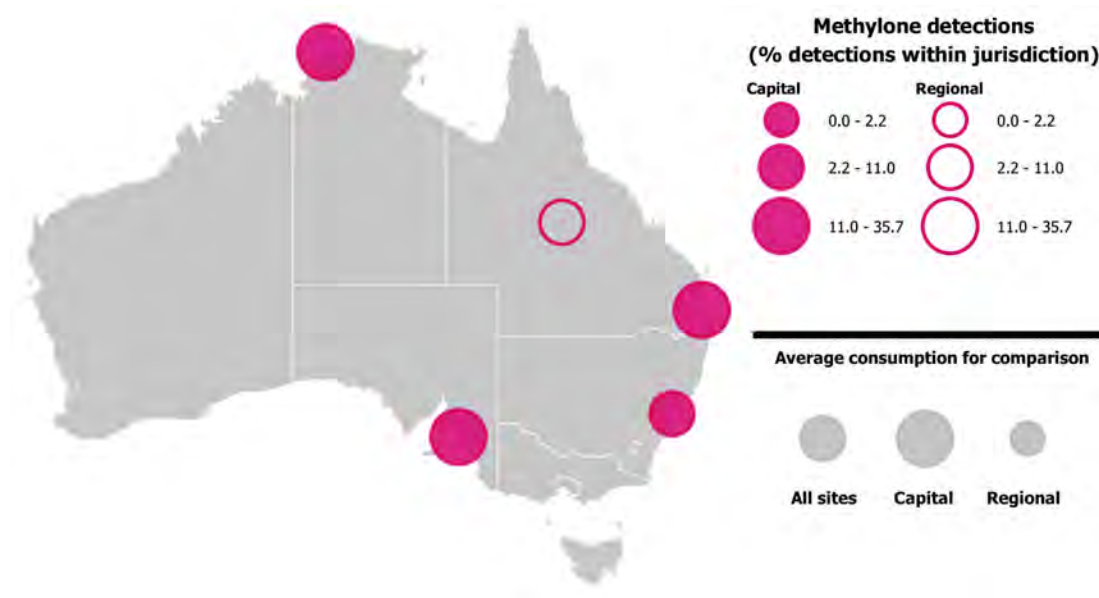 Methylone detections
(% detections within jurisdiction)
Capital Regional
0.0 - 2.2 0.0 - 2.2
2.2 - 11.0 2.2 - 11.0
11.0 - 35.7 11.0 - 35.7
Average consumption for comparison
All sites Capital Regional